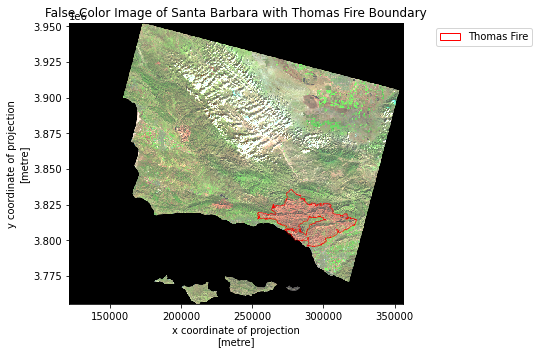 False Color Image of Santa Barbara with Thomas Fire Boundary
1e6
Thomas Fire
3.950
3.925
3.900
3.875
3.850
3.825
3.800
3.775
y coordinate of projection
[metre]
150000 200000 250000 300000 350000
x coordinate of projection
[metre]